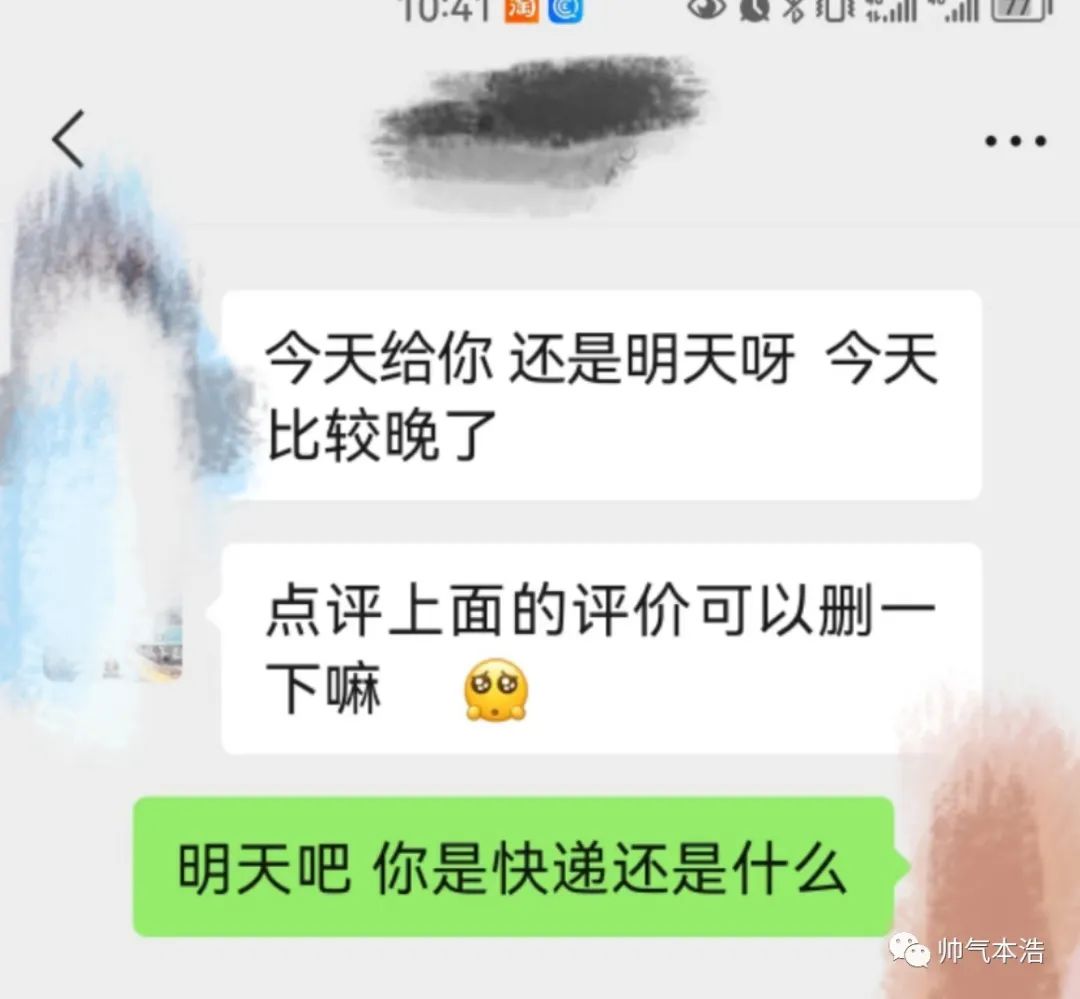 10:41 淘
77
今天给你 还是明天呀 今天
比较晚了
点评上面的评价可以删一
下嘛
明天吧 你是快递还是什么
帅气本浩